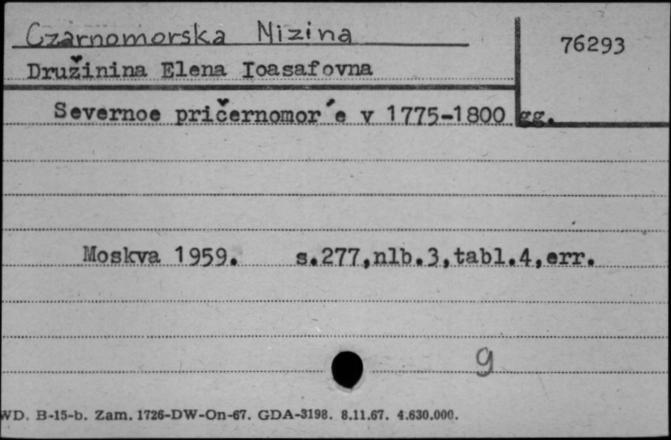 Czarnomorska Nizina
76293
Družinina Elena Ioasafovna
Severnoe pričernomor´e v 1775-1800 gg.
Moskva 1959. s.277,nlb.3,tabl.4,err.
9
WD. B-15-b. Zam. 1726-DW-On-67. GDA-3198. 8.11.67. 4.630.000.